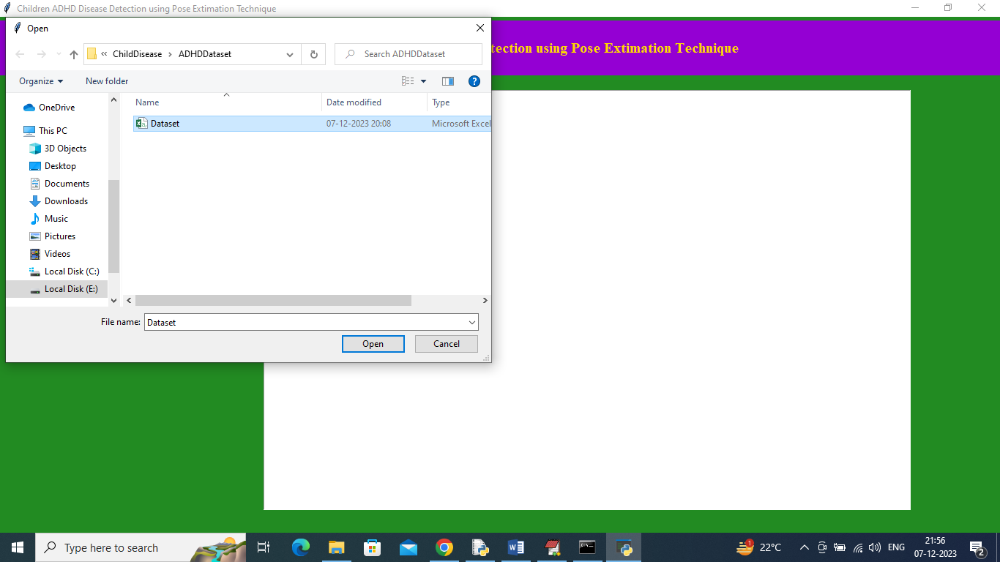 Children ADHD Disease Detection using Pose Extimation Technique
Open
tection using Pose Extimation Technique
« ChildDisease › ADHDDataset
Search ADHDDataset
Organize
New folder
Name
Date modified
Type
OneDrive
Dataset
07-12-2023 20:08
Microsoft Excel
This PC
3D Objects
Desktop
Documents
Downloads
Music
Pictures
Videos
Local Disk (C:)
Local Disk (E:)
File name:
Dataset
Open
Cancel
Type here to search
1
22°C
ENG
21:56
07-12-2023
2